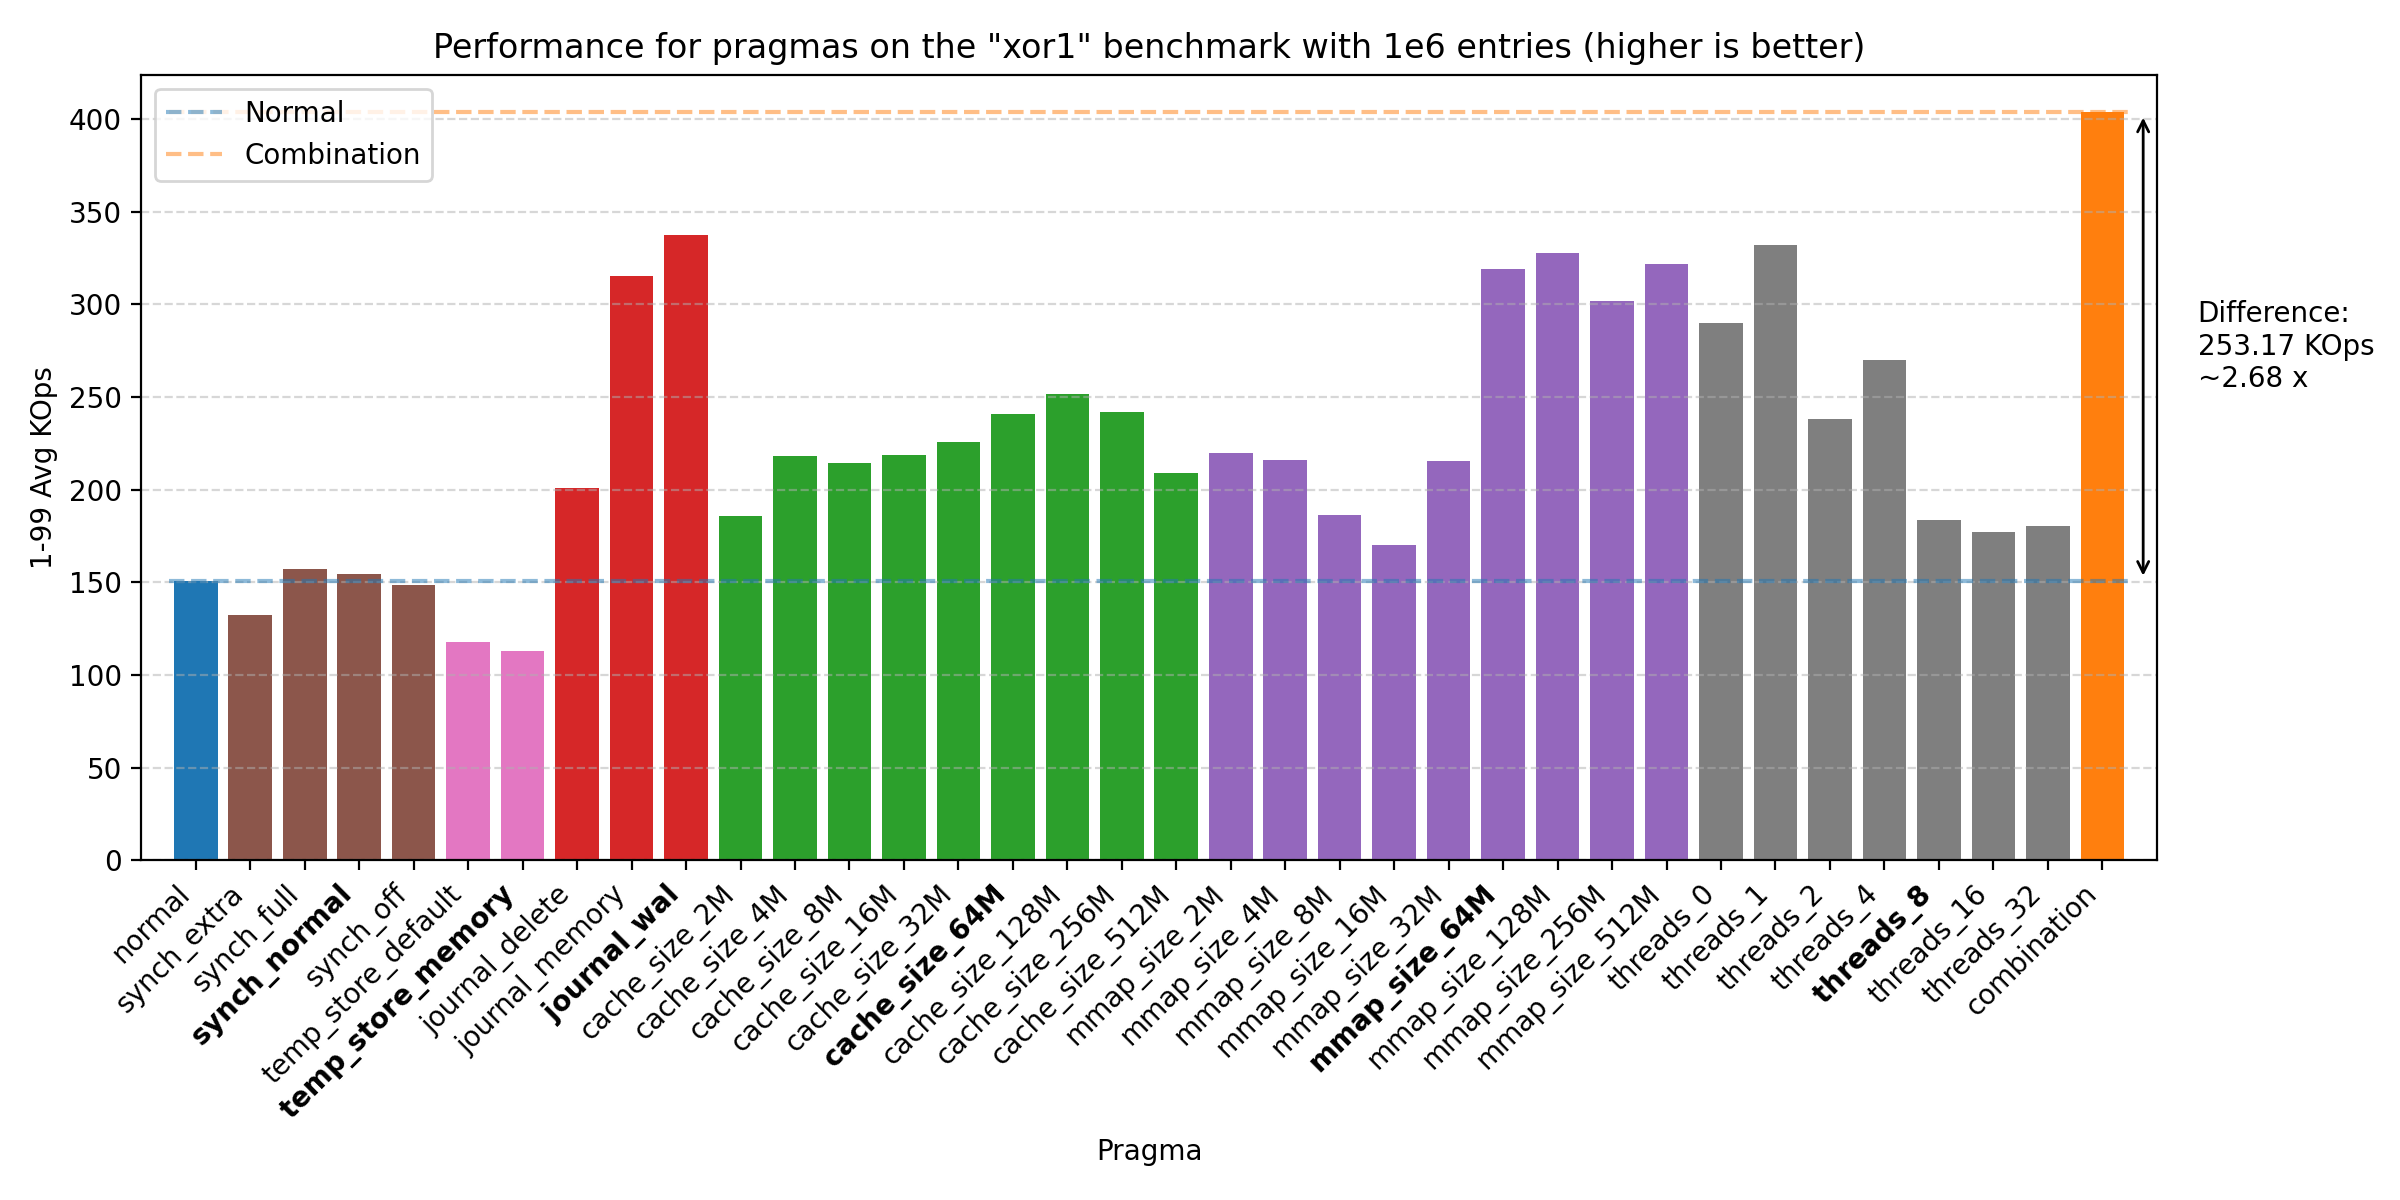 Performance for pragmas on the "xor1" benchmark with 1e6 entries (higher is better)
Normal
Combination
1-99 Avg KOps
400
350
300
250
200
150
100
50
0
Difference:
253.17 KOps
~2.68 x
normal
synch_extra
synch_full
synch_normal
synch_off
temp_store_default
temp_store_memory
journal_delete
journal_memory
journal_wal
cache_size_2M
cache_size_4M
cache_size_8M
cache_size_16M
cache_size_32M
cache_size_64M
cache_size_128M
cache_size_256M
cache_size_512M
mmap_size_2M
mmap_size_4M
mmap_size_8M
mmap_size_16M
mmap_size_32M
mmap_size_64M
mmap_size_128M
mmap_size_256M
mmap_size_512M
threads_0
threads_1
threads_2
threads_4
threads_8
threads_16
threads_32
combination
Pragma